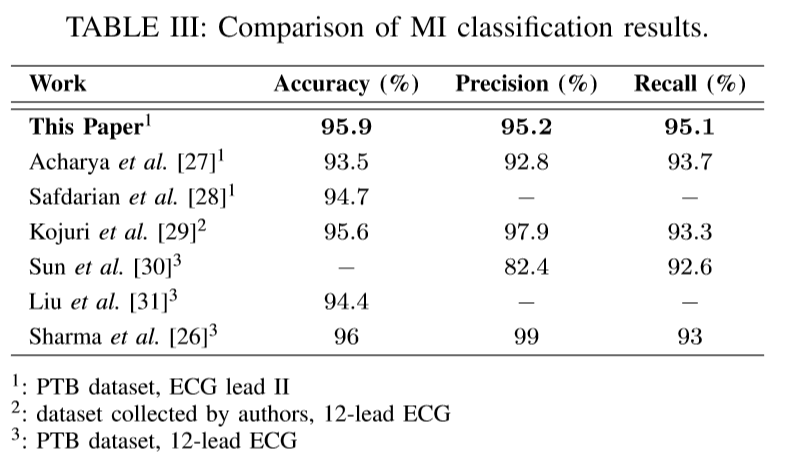 TABLE III: Comparison of MI classification results.
Work Accuracy (%) Precision (%) Recall (%)
This Paper¹ 95.9 95.2 95.1
Acharya et al. [27]¹ 93.5 92.8 93.7
Safdarian et al. [28]¹ 94.7 — —
Kojuri et al. [29]² 95.6 97.9 93.3
Sun et al. [30]³ — 82.4 92.6
Liu et al. [31]³ 94.4 — —
Sharma et al. [26]³ 96 99 93
¹: PTB dataset, ECG lead II
²: dataset collected by authors, 12-lead ECG
³: PTB dataset, 12-lead ECG